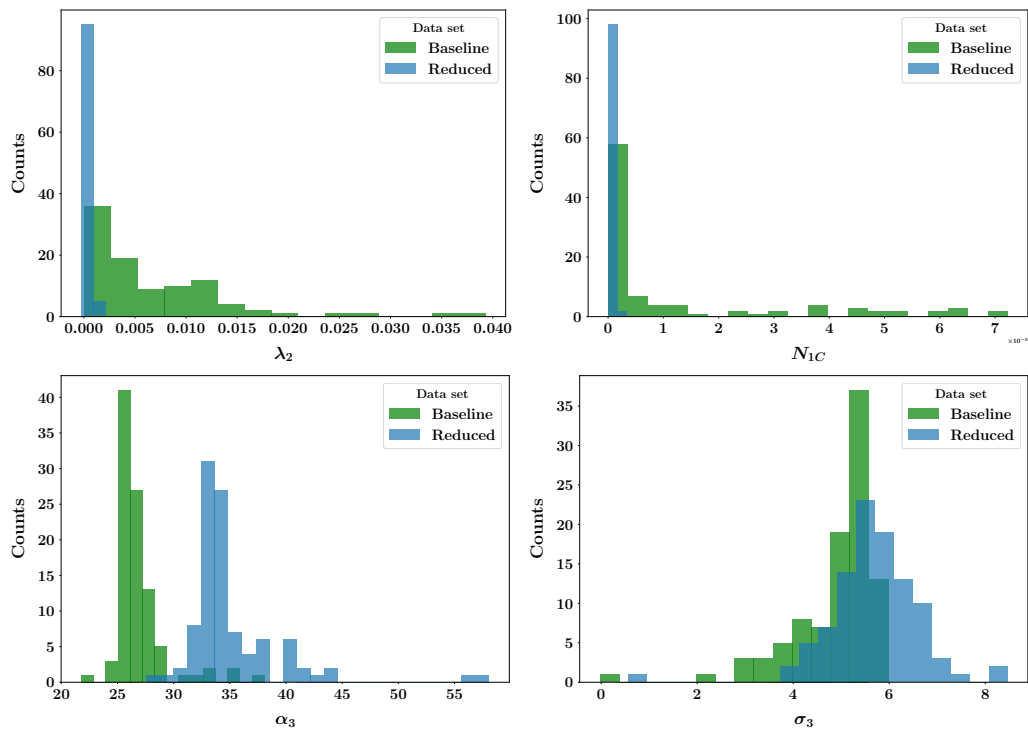 Data set
Baseline
Reduced
Counts
80
60
40
20
0
0.000 0.005 0.010 0.015 0.020 0.025 0.030 0.035 0.040
λ₂
Data set
Baseline
Reduced
Counts
100
80
60
40
20
0
0 1 2 3 4 5 6 7
N₁C
Data set
Baseline
Reduced
Counts
40
35
30
25
20
15
10
5
0
20 25 30 35 40 45 50 55
α₃
Data set
Baseline
Reduced
Counts
35
30
25
20
15
10
5
0
0 2 4 6 8
σ₃